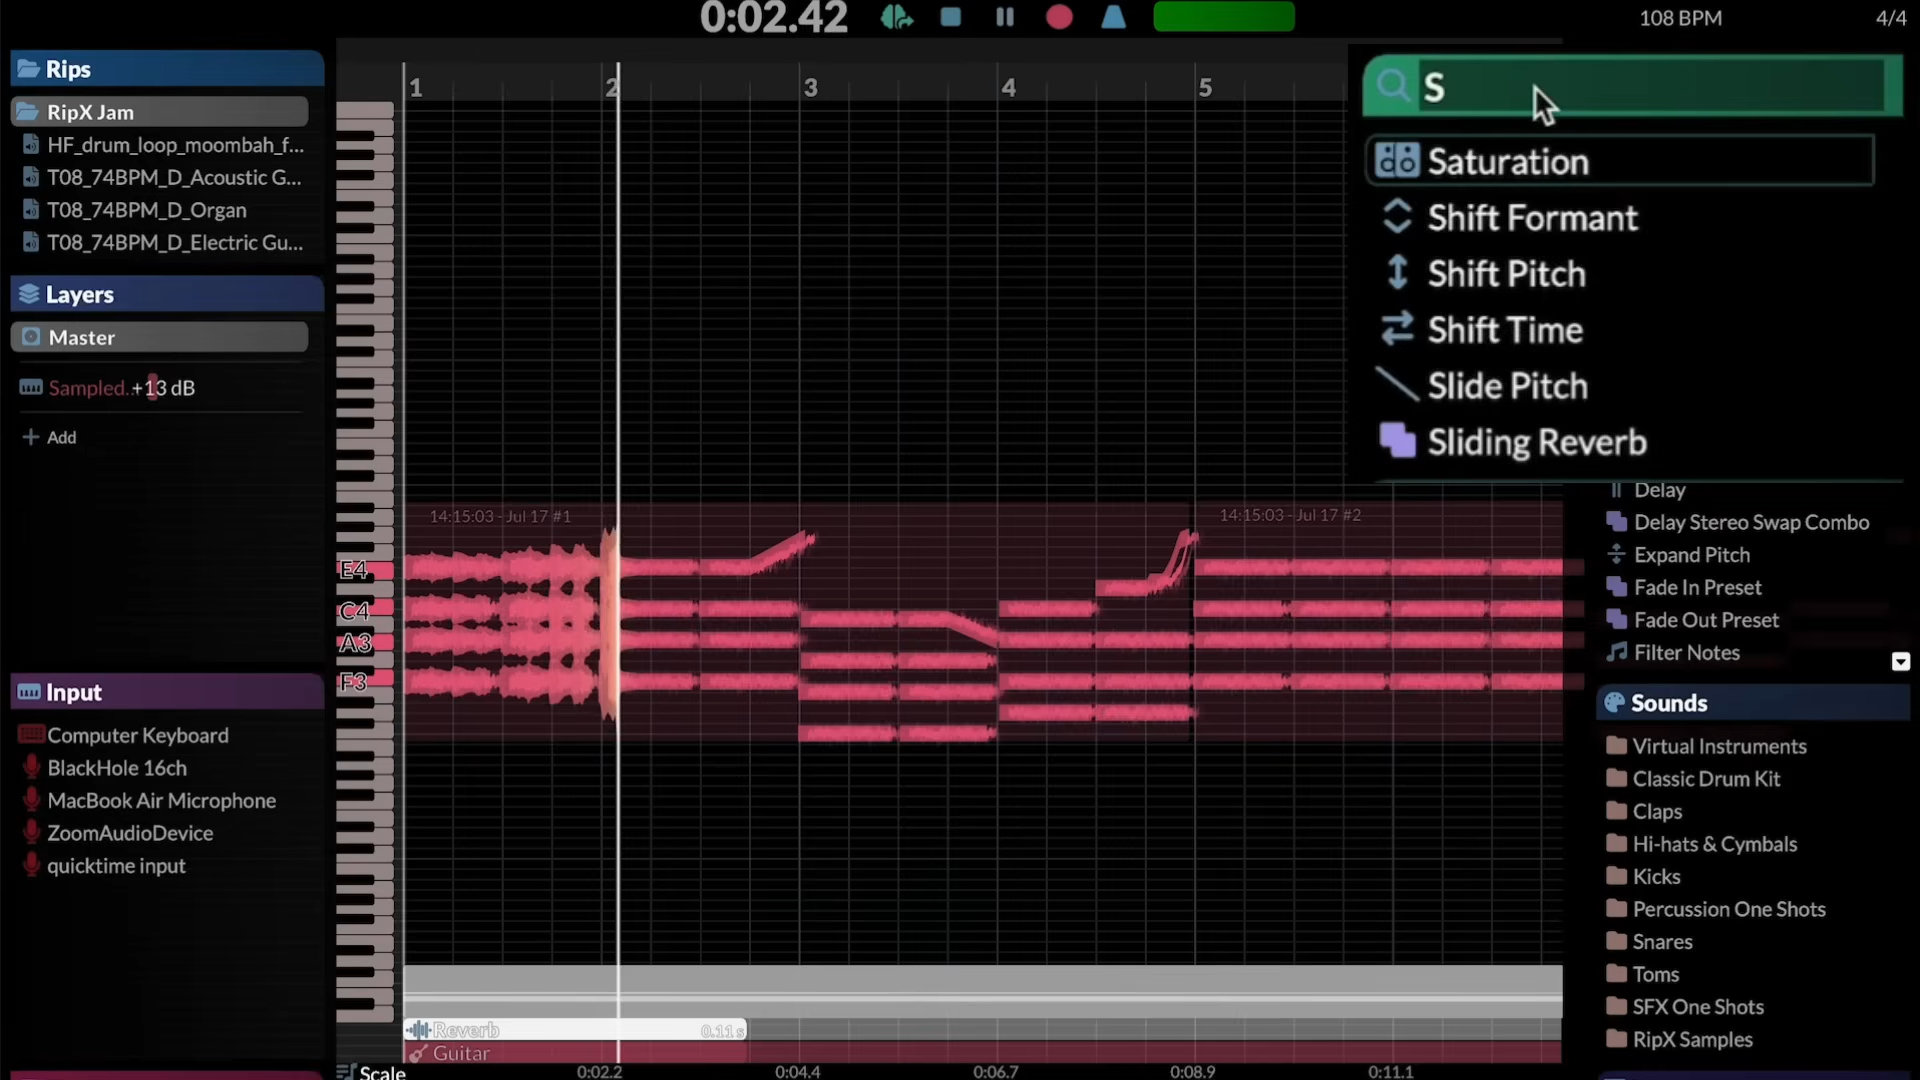 0:02.42
108 BPM
4/4
Rips
RipX Jam
HF_drum_loop_moombah_f...
T08_74BPM_D_Acoustic G...
T08_74BPM_D_Organ
T08_74BPM_D_Electric Gu...
Layers
Master
Sampled..+13 dB
Add
Input
Computer Keyboard
BlackHole 16ch
MacBook Air Microphone
ZoomAudioDevice
quicktime input
1
2
3
4
5
14:15:03 - Jul 17 #1
14:15:03 - Jul 17 #2
E4
C4
A3
F3
Reverb
0.11s
Guitar
Scale
0:02.2
0:04.4
0:06.7
0:08.9
0:11.1
S
Saturation
Shift Formant
Shift Pitch
Shift Time
Slide Pitch
Sliding Reverb
Delay
Delay Stereo Swap Combo
Expand Pitch
Fade In Preset
Fade Out Preset
Filter Notes
Sounds
Virtual Instruments
Classic Drum Kit
Claps
Hi-hats & Cymbals
Kicks
Percussion One Shots
Snares
Toms
SFX One Shots
RipX Samples